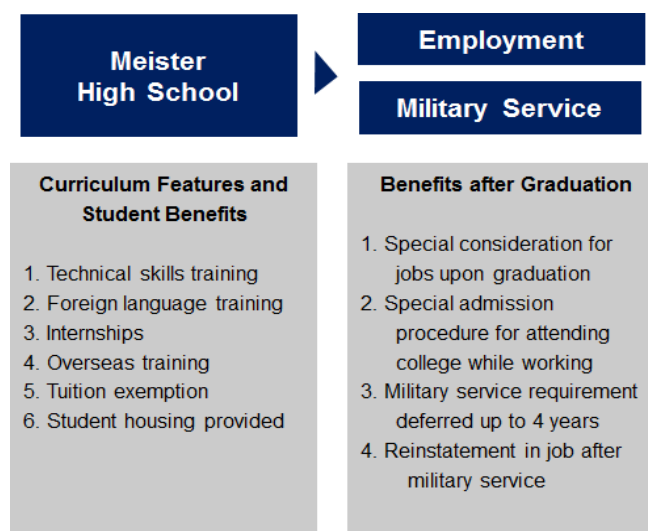 Meister
High School
Employment
Military Service
Curriculum Features and
Student Benefits
1. Technical skills training
2. Foreign language training
3. Internships
4. Overseas training
5. Tuition exemption
6. Student housing provided
Benefits after Graduation
1. Special consideration for
jobs upon graduation
2. Special admission
procedure for attending
college while working
3. Military service requirement
deferred up to 4 years
4. Reinstatement in job after
military service